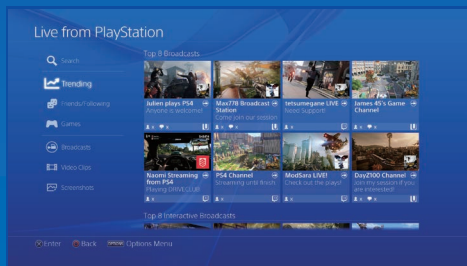 Live from PlayStation
Search
Trending
Friends/Following
Games
Broadcasts
Video Clips
Screenshots
Top 8 Broadcasts
Julien plays PS4
Anyone is welcome!
Max778 Broadcast Station
Come join our session
tetsumegane LIVE
Need Support!
James 45's Game Channel
Naomi Streaming from PS4
Playing DRIVECLUB
PS4 Channel
Streaming until finish
ModSara LIVE!
Check out the plays!
DayZ100 Channel
Join my session if you are interested!
Top 8 Interactive Broadcasts
Enter
Back
OPTIONS Options Menu